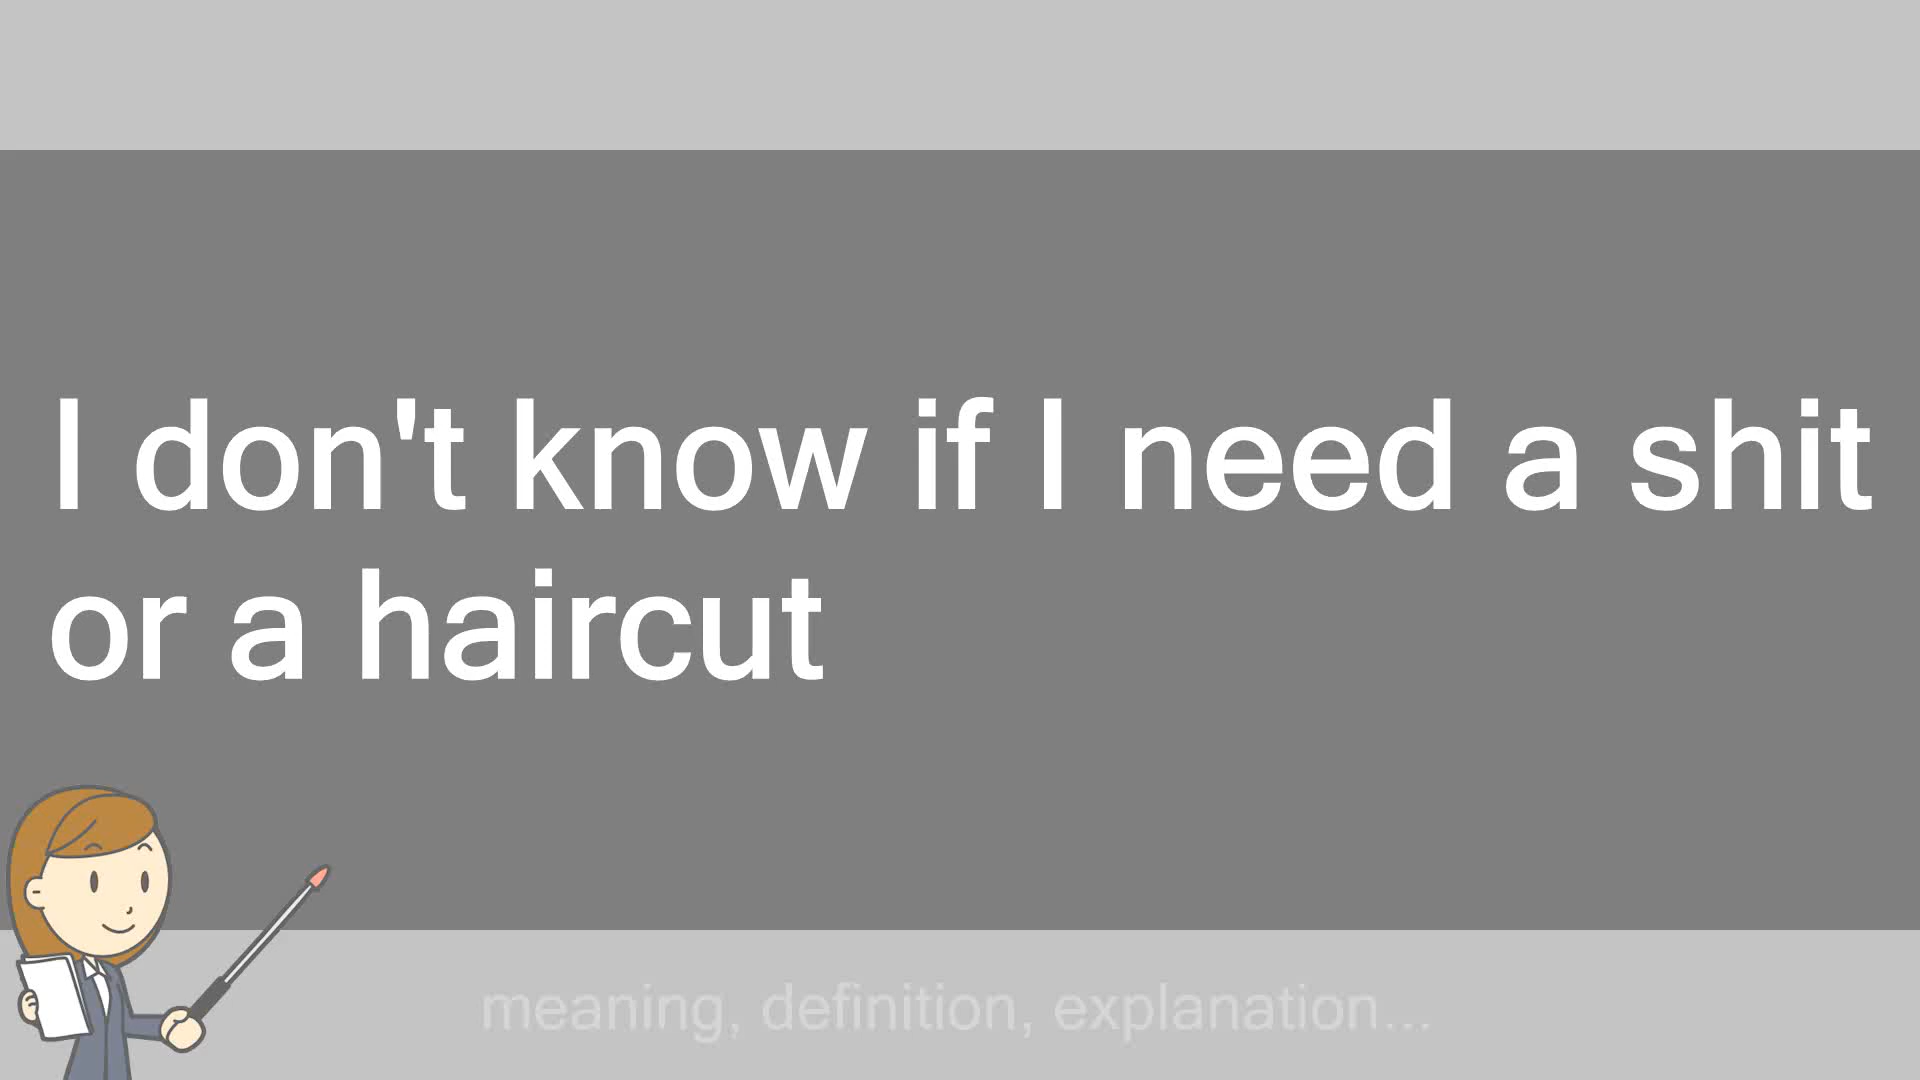 I don't know if I need a shit
or a haircut
meaning, definition, explanation...